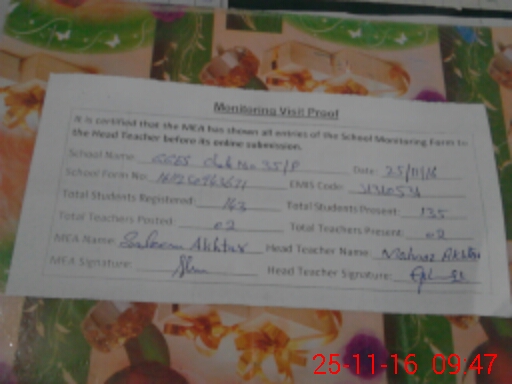 Monitoring Visit Proof
It is certified that the MEA has shown all entries of the School Monitoring Form to
the Head Teacher before its online submission.
School Name: Chak No 35/P Date: 25/11/16
School Form No: EMIS Code:
Total Students Registered: 143 Total Students Present: 135
Total Teachers Posted: 02 Total Teachers Present: 02
MEA Name: Saleem Akhtar Head Teacher Name: Akhtar
MEA Signature: Head Teacher Signature:
25-11-16 09:47